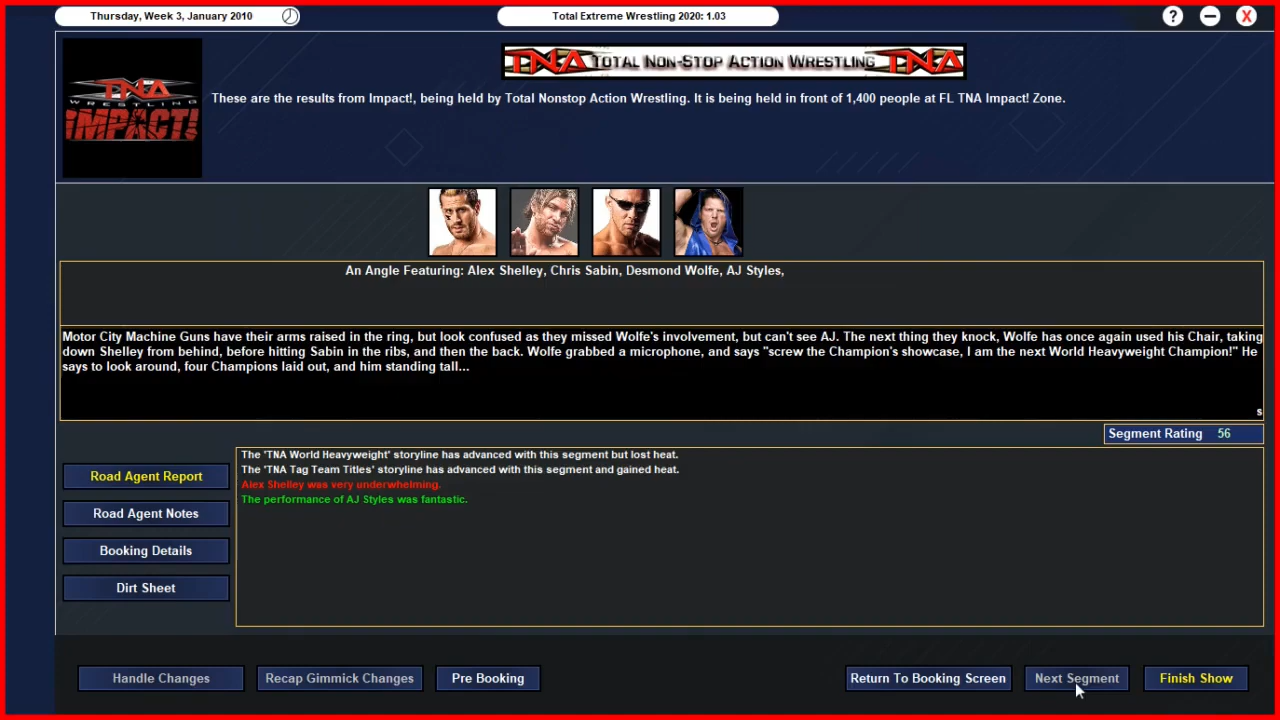 Thursday, Week 3, January 2010
Total Extreme Wrestling 2020: 1.03
?
X
TNA TOTAL NON-STOP ACTION WRESTLING TNA
TNA
WRESTLING
iMPACT!
These are the results from Impact!, being held by Total Nonstop Action Wrestling. It is being held in front of 1,400 people at FL TNA Impact! Zone.
An Angle Featuring: Alex Shelley, Chris Sabin, Desmond Wolfe, AJ Styles,
Motor City Machine Guns have their arms raised in the ring, but look confused as they missed Wolfe's involvement, but can't see AJ. The next thing they knock, Wolfe has once again used his Chair, taking
down Shelley from behind, before hitting Sabin in the ribs, and then the back. Wolfe grabbed a microphone, and says "screw the Champion's showcase, I am the next World Heavyweight Champion!" He
says to look around, four Champions laid out, and him standing tall...
s
Segment Rating 56
Road Agent Report
Road Agent Notes
Booking Details
Dirt Sheet
The 'TNA World Heavyweight' storyline has advanced with this segment but lost heat.
The 'TNA Tag Team Titles' storyline has advanced with this segment and gained heat.
Alex Shelley was very underwhelming.
The performance of AJ Styles was fantastic.
Handle Changes
Recap Gimmick Changes
Pre Booking
Return To Booking Screen
Next Segment
Finish Show